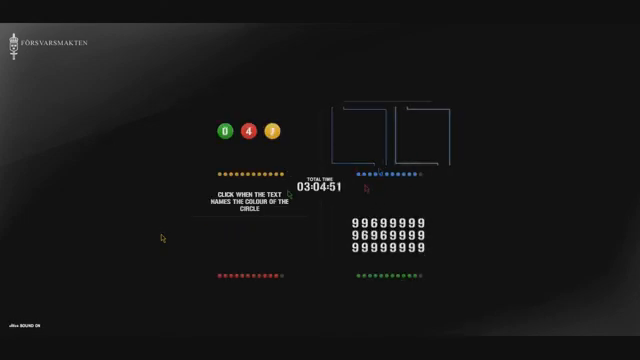 FÖRSVARSMAKTEN
0 4
TOTAL TIME
03:04:51
CLICK WHEN THE TEXT
NAMES THE COLOUR OF THE
CIRCLE
99699999
96969999
99999999
SOUND ON